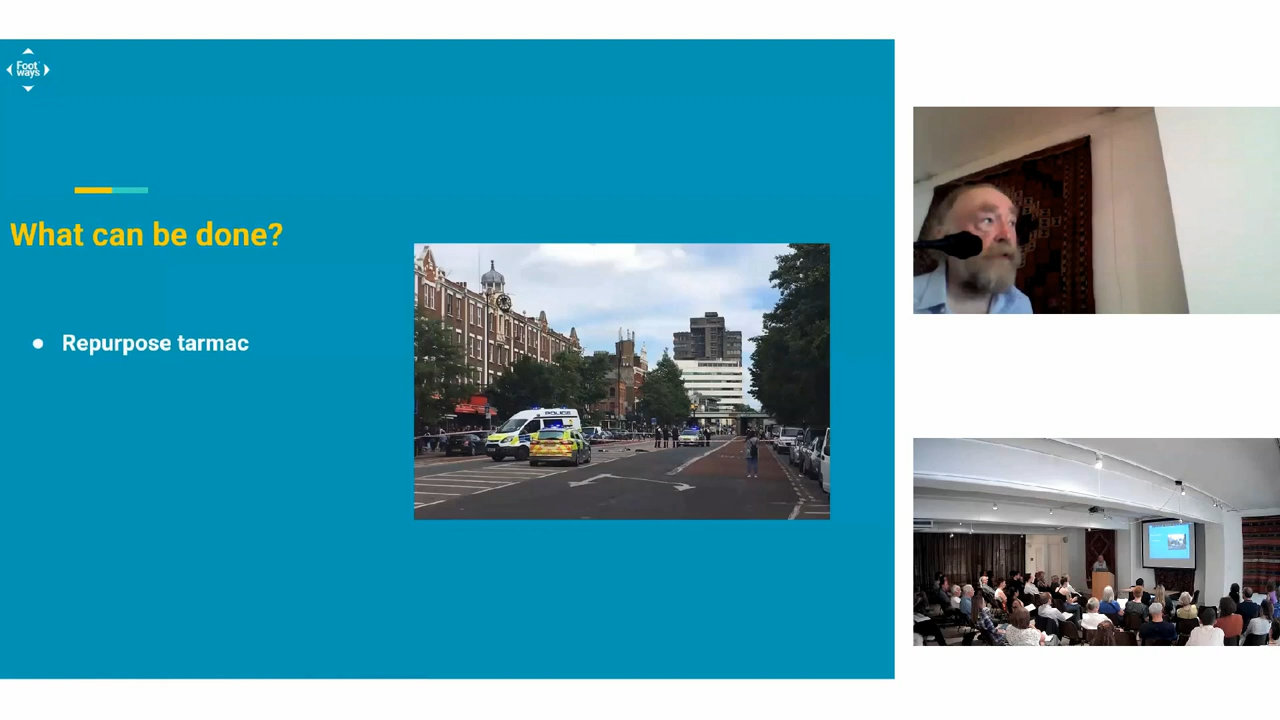 Foot
ways
What can be done?
● Repurpose tarmac
POLICE